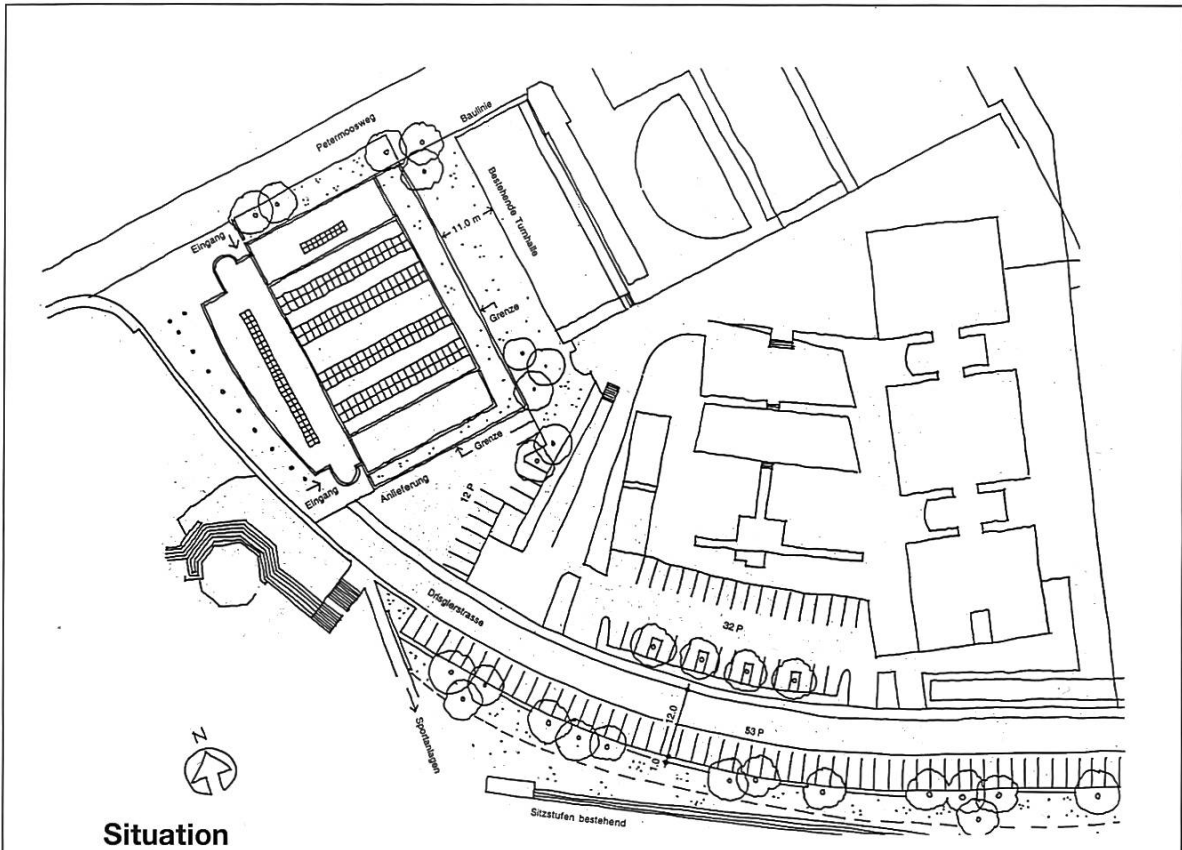 Petermoosweg
Baulinie
Eingang
11.0 m
Bestehende Turnhalle
Grenze
Grenze
Eingang
Anlieferung
12 P
Drisglerstrasse
32 P
12.0
53 P
1.0
Sportanlagen
N
Sitzstufen bestehend
Situation